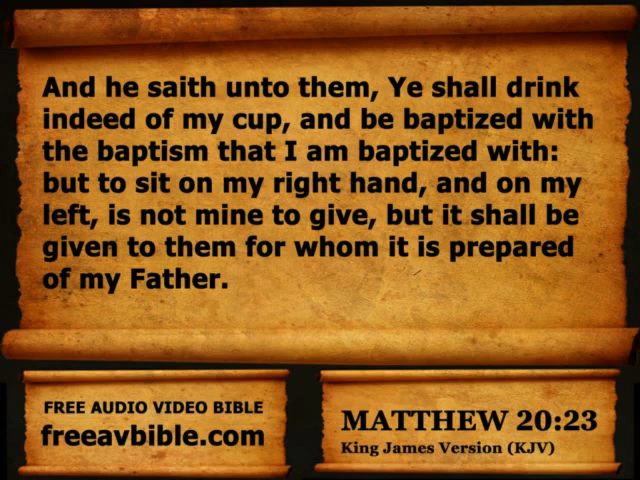 And he saith unto them, Ye shall drink
indeed of my cup, and be baptized with
the baptism that I am baptized with:
but to sit on my right hand, and on my
left, is not mine to give, but it shall be
given to them for whom it is prepared
of my Father.
FREE AUDIO VIDEO BIBLE
freeavbible.com
MATTHEW 20:23
King James Version (KJV)